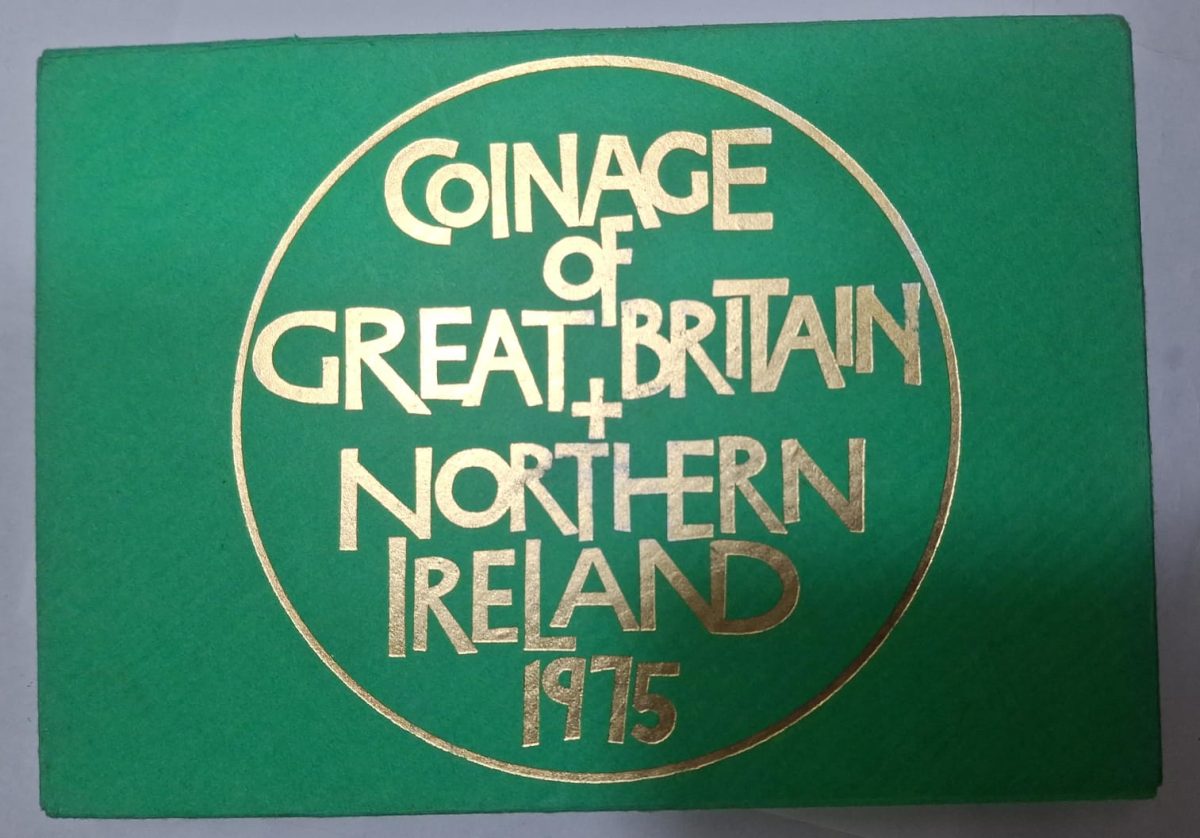 COINAGE
OF
GREAT BRITAIN
+
NORTHERN
IRELAND
1975